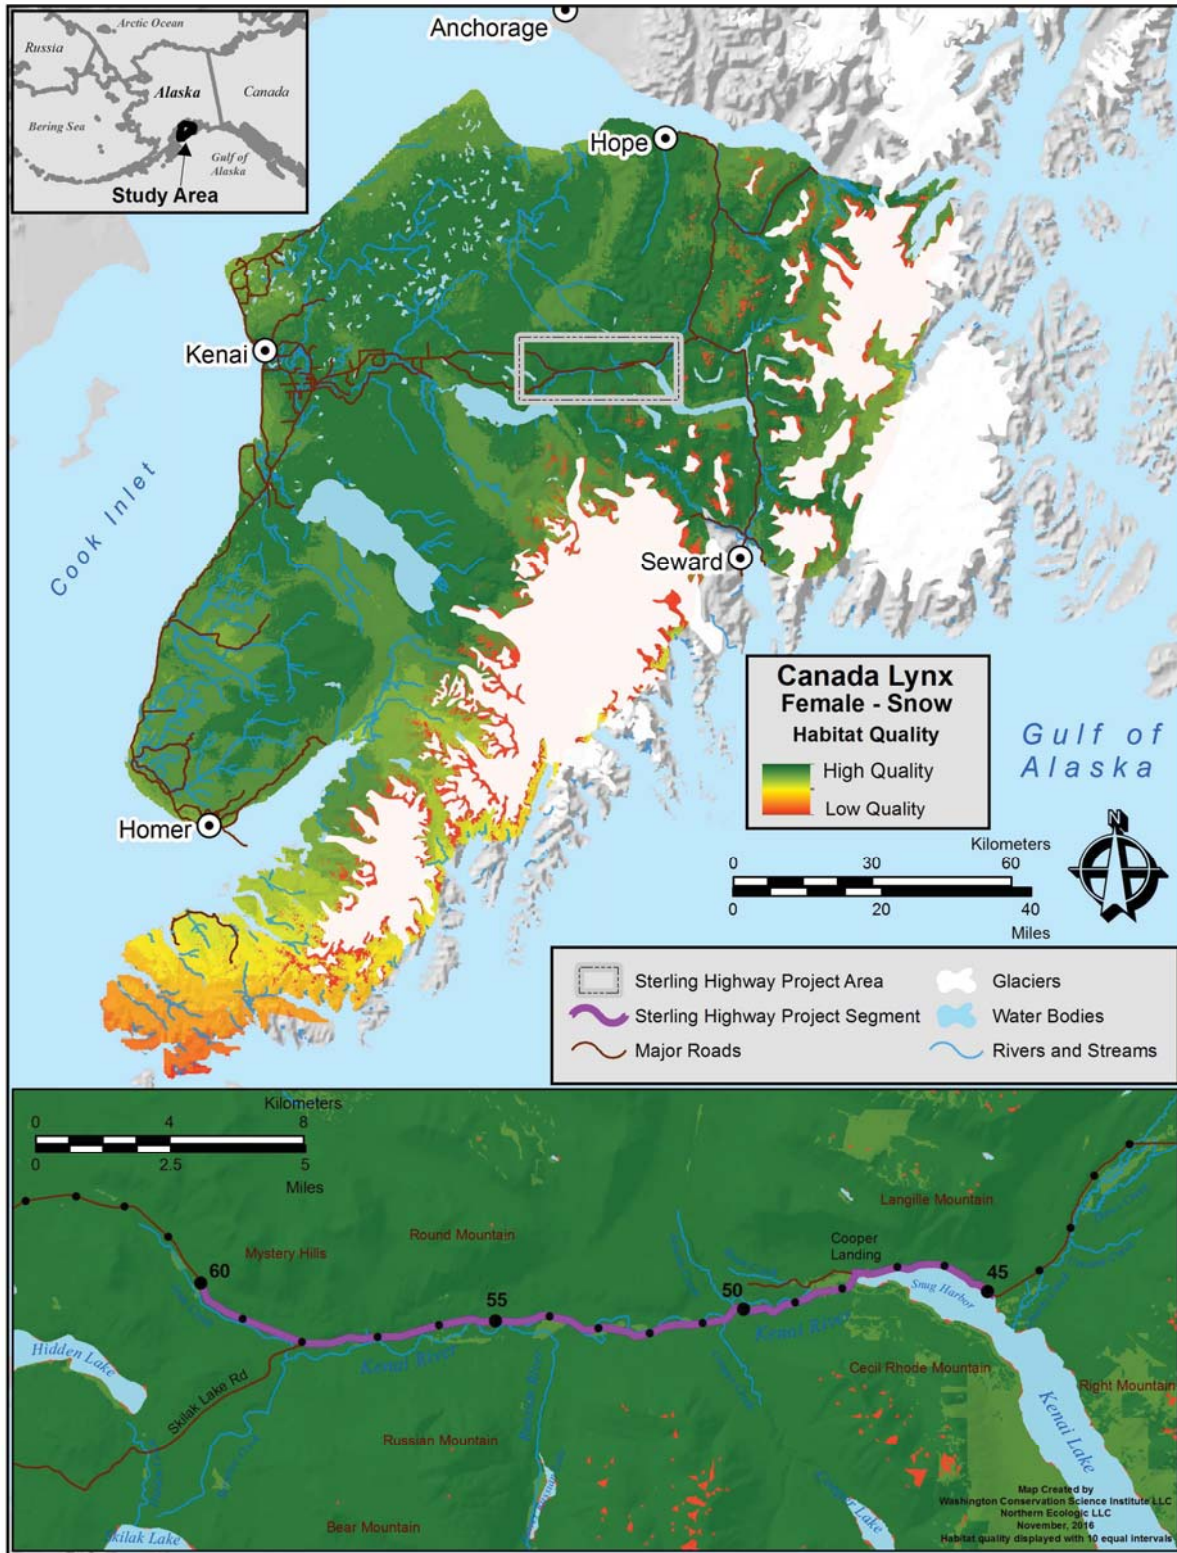 Anchorage
Arctic Ocean
Russia
Alaska
Canada
Bering Sea
Gulf of
Alaska
Study Area
Hope
Kenai
Cook Inlet
Seward
Homer
Gulf of
Alaska
Canada Lynx
Female - Snow
Habitat Quality
High Quality
Low Quality
N
Kilometers
0 30 60
0 20 40
Miles
Sterling Highway Project Area
Sterling Highway Project Segment
Major Roads
Glaciers
Water Bodies
Rivers and Streams
Kilometers
0 4 8
0 2.5 5
Miles
Langille Mountain
Round Mountain
Mystery Hills
Cooper
Landing
60
55
50
45
Snug Harbor
Kenai River
Kenai River
Hidden Lake
Skilak Lake Rd
Cecil Rhode Mountain
Right Mountain
Kenai Lake
Russian Mountain
Russian River
Bear Mountain
Skilak Lake
Cooper Lake
Map Created by
Washington Conservation Science Institute LLC
Northern Ecologic LLC
November, 2016
Habitat quality displayed with 10 equal intervals